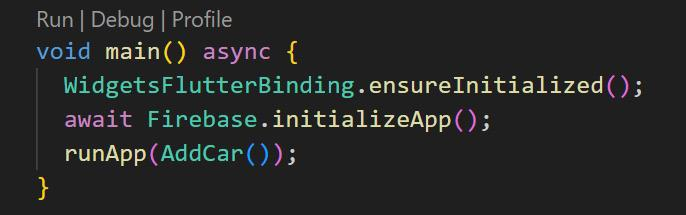 Run | Debug | Profile
void main() async {
  WidgetsFlutterBinding.ensureInitialized();
  await Firebase.initializeApp();
  runApp(AddCar());
}